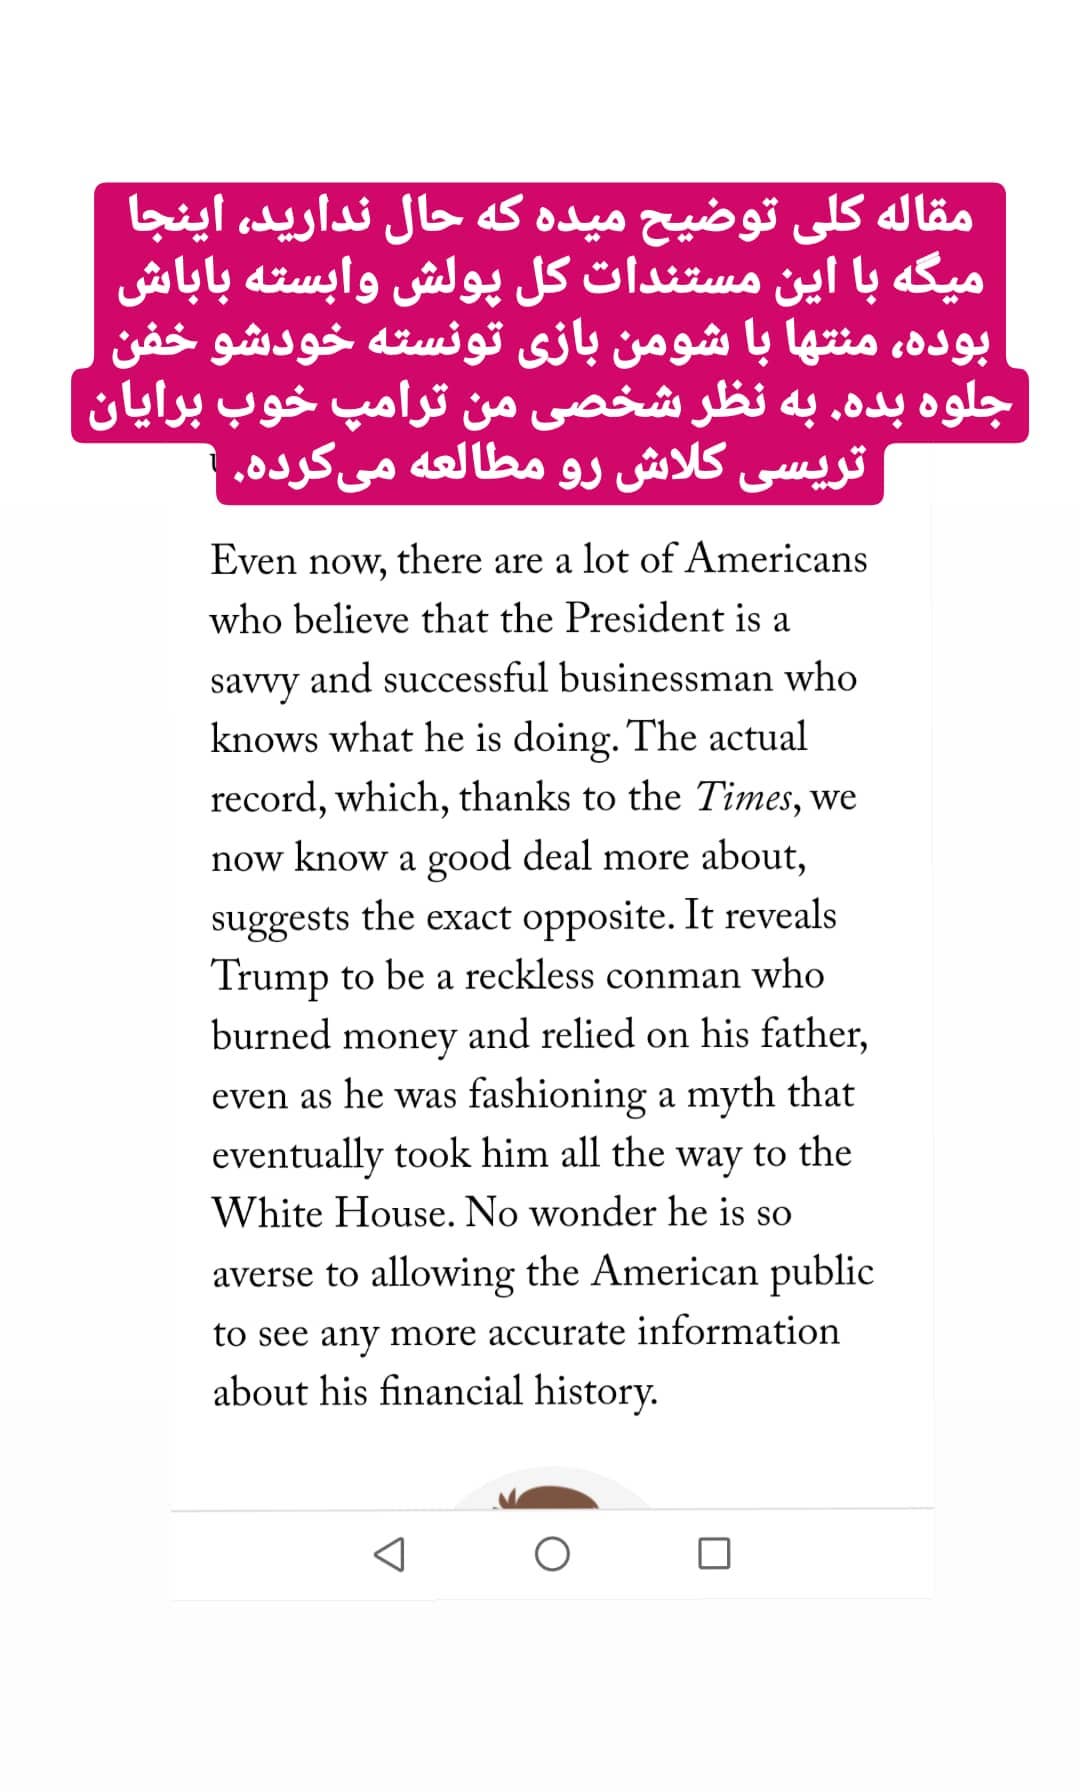 مقاله کلی توضیح میده که حال ندارید، اینجا
میگه با این مستندات کل پولش وابسته باباش
بوده، منتها با شومن بازی تونسته خودشو خفن
جلوه بده. به نظر شخصی من ترامپ خوب برایان
تریسی کلاش رو مطالعه می‌کرده.
Even now, there are a lot of Americans
who believe that the President is a
savvy and successful businessman who
knows what he is doing. The actual
record, which, thanks to the Times, we
now know a good deal more about,
suggests the exact opposite. It reveals
Trump to be a reckless conman who
burned money and relied on his father,
even as he was fashioning a myth that
eventually took him all the way to the
White House. No wonder he is so
averse to allowing the American public
to see any more accurate information
about his financial history.